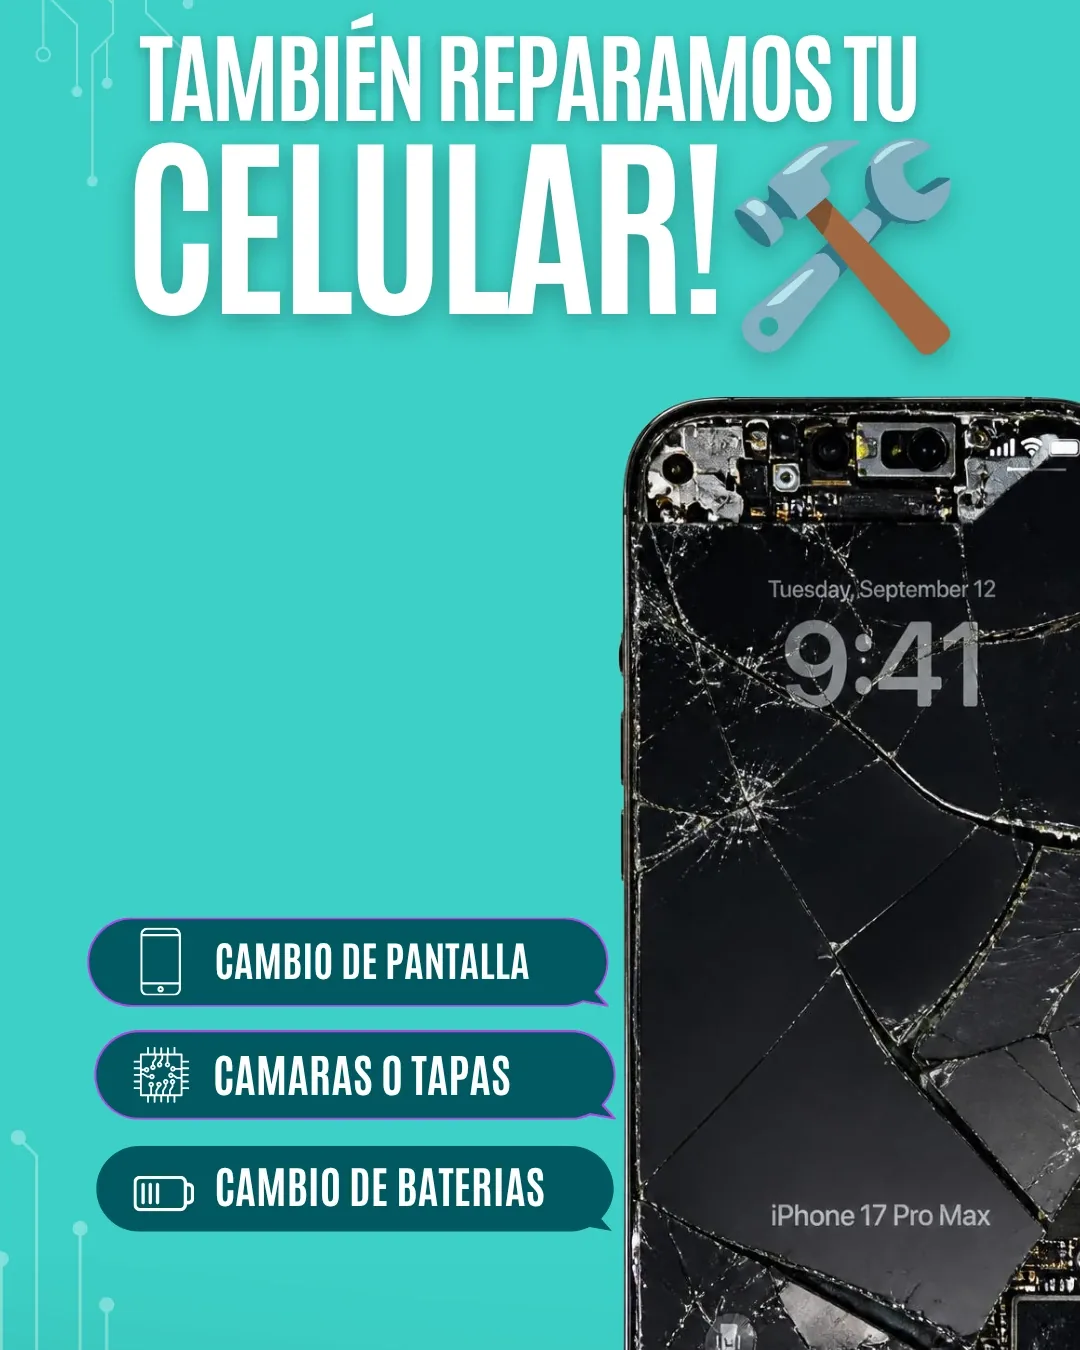 TAMBIÉN REPARAMOS TU
CELULAR!
Tuesday, September 12
9:41
CAMBIO DE PANTALLA
CAMARAS O TAPAS
CAMBIO DE BATERIAS
iPhone 17 Pro Max